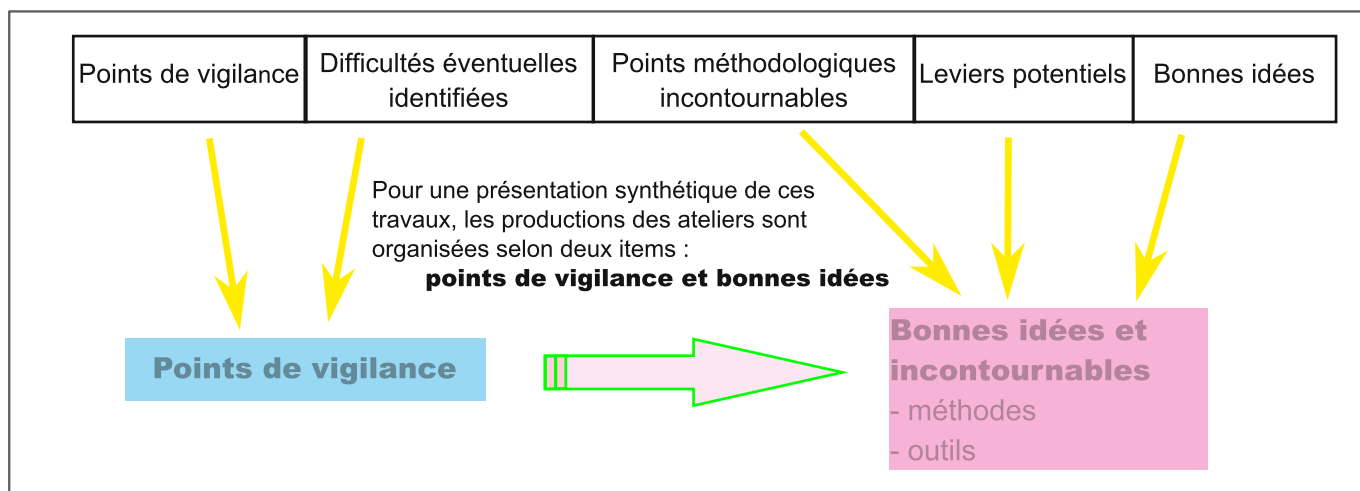 Points de vigilance
Difficultés éventuelles
identifiées
Points méthodologiques
incontournables
Leviers potentiels
Bonnes idées
Pour une présentation synthétique de ces
travaux, les productions des ateliers sont
organisées selon deux items :
points de vigilance et bonnes idées
Points de vigilance
Bonnes idées et
incontournables
- méthodes
- outils